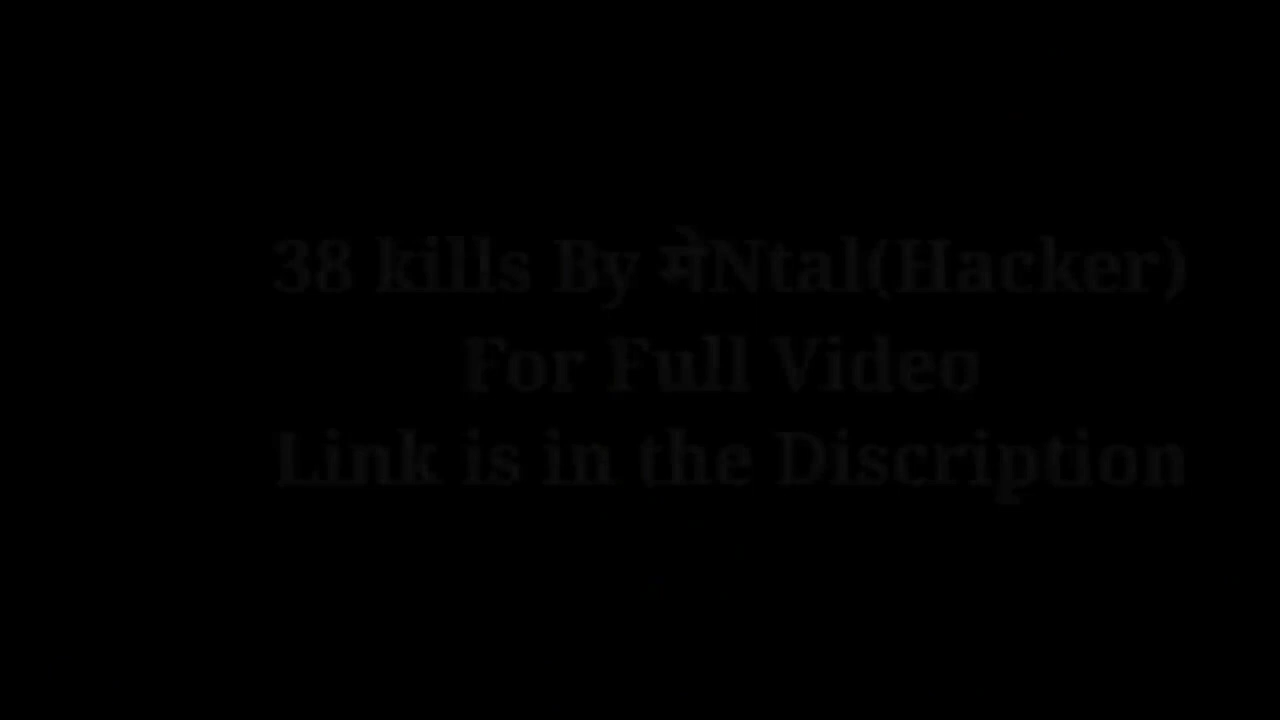 38 kills By मेNtal(Hacker)
For Full Video
Link is in the Discription